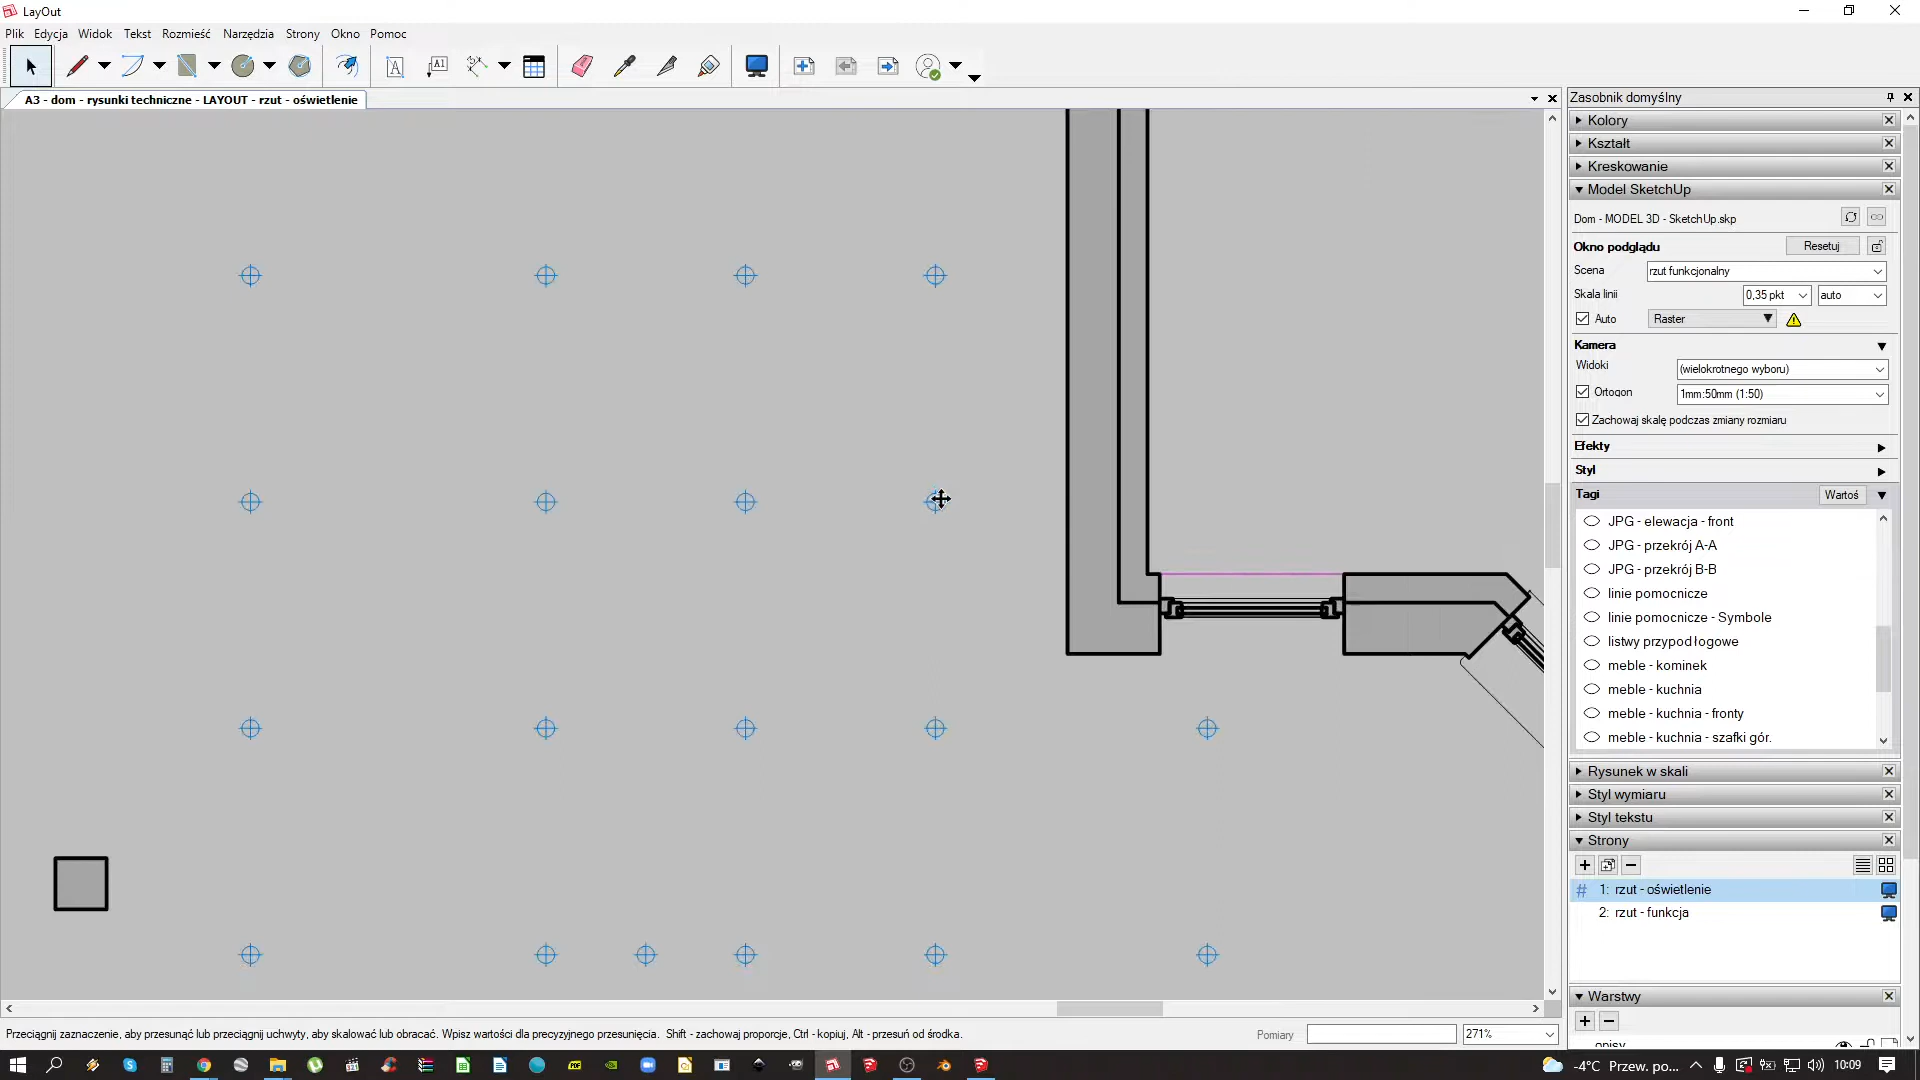 LayOut
Plik Edycja Widok Tekst Rozmieść Narzędzia Strony Okno Pomoc
A1
A3 - dom - rysunki techniczne - LAYOUT - rzut - oświetlenie
Zasobnik domyślny
Kolory
Kształt
Kreskowanie
Model SketchUp
Dom - MODEL 3D - SketchUp.skp
Okno podglądu Resetuj
Scena rzut funkcjonalny
Skala linii 0,35 pkt auto
Auto Raster
Kamera
Widoki (wielokrotnego wyboru)
Ortogon 1mm:50mm (1:50)
Zachowaj skalę podczas zmiany rozmiaru
Efekty
Styl
Tagi Wartoś
JPG - elewacja - front
JPG - przekrój A-A
JPG - przekrój B-B
linie pomocnicze
linie pomocnicze - Symbole
listwy przypodłogowe
meble - kominek
meble - kuchnia
meble - kuchnia - fronty
meble - kuchnia - szafki gór.
Rysunek w skali
Styl wymiaru
Styl tekstu
Strony
# 1: rzut - oświetlenie
2: rzut - funkcja
Warstwy
opisy
Przeciągnij zaznaczenie, aby przesunąć lub przeciągnij uchwyty, aby skalować lub obracać. Wpisz wartości dla precyzyjnego przesunięcia. Shift - zachowaj proporcje, Ctrl - kopiuj, Alt - przesuń od środka.
Pomiary 271%
-4°C Przew. po... 10:09